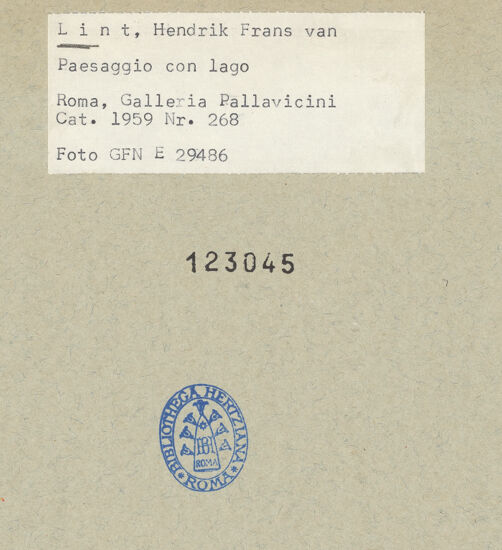 L i n t, Hendrik Frans van
Paesaggio con lago
Roma, Galleria Pallavicini
Cat. 1959 Nr. 268
Foto GFN E 29486
123045
BIBLIOTHECA HERTZIANA
BH
ROMA
* ROMA *